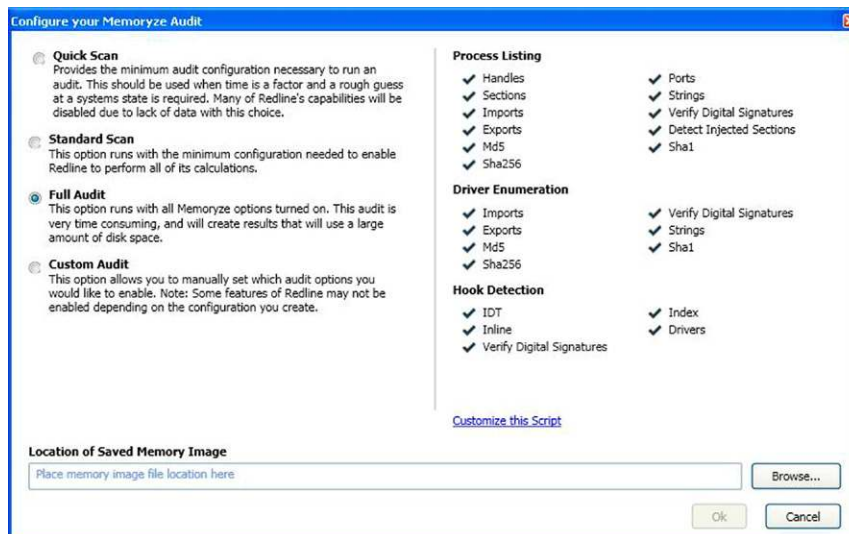 Configure your Memoryze Audit
Quick Scan
Provides the minimum audit configuration necessary to run an
audit. This should be used when time is a factor and a rough guess
at a systems state is required. Many of Redline's capabilities will be
disabled due to lack of data with this choice.
Standard Scan
This option runs with the minimum configuration needed to enable
Redline to perform all of its calculations.
Full Audit
This option runs with all Memoryze options turned on. This audit is
very time consuming, and will create results that will use a large
amount of disk space.
Custom Audit
This option allows you to manually set which audit options you
would like to enable. Note: Some features of Redline may not be
enabled depending on the configuration you create.
Process Listing
Handles
Sections
Imports
Exports
Md5
Sha256
Ports
Strings
Verify Digital Signatures
Detect Injected Sections
Sha1
Driver Enumeration
Imports
Exports
Md5
Sha256
Verify Digital Signatures
Strings
Sha1
Hook Detection
IDT
Inline
Verify Digital Signatures
Index
Drivers
Customize this Script
Location of Saved Memory Image
Place memory image file location here
Browse...
Ok
Cancel